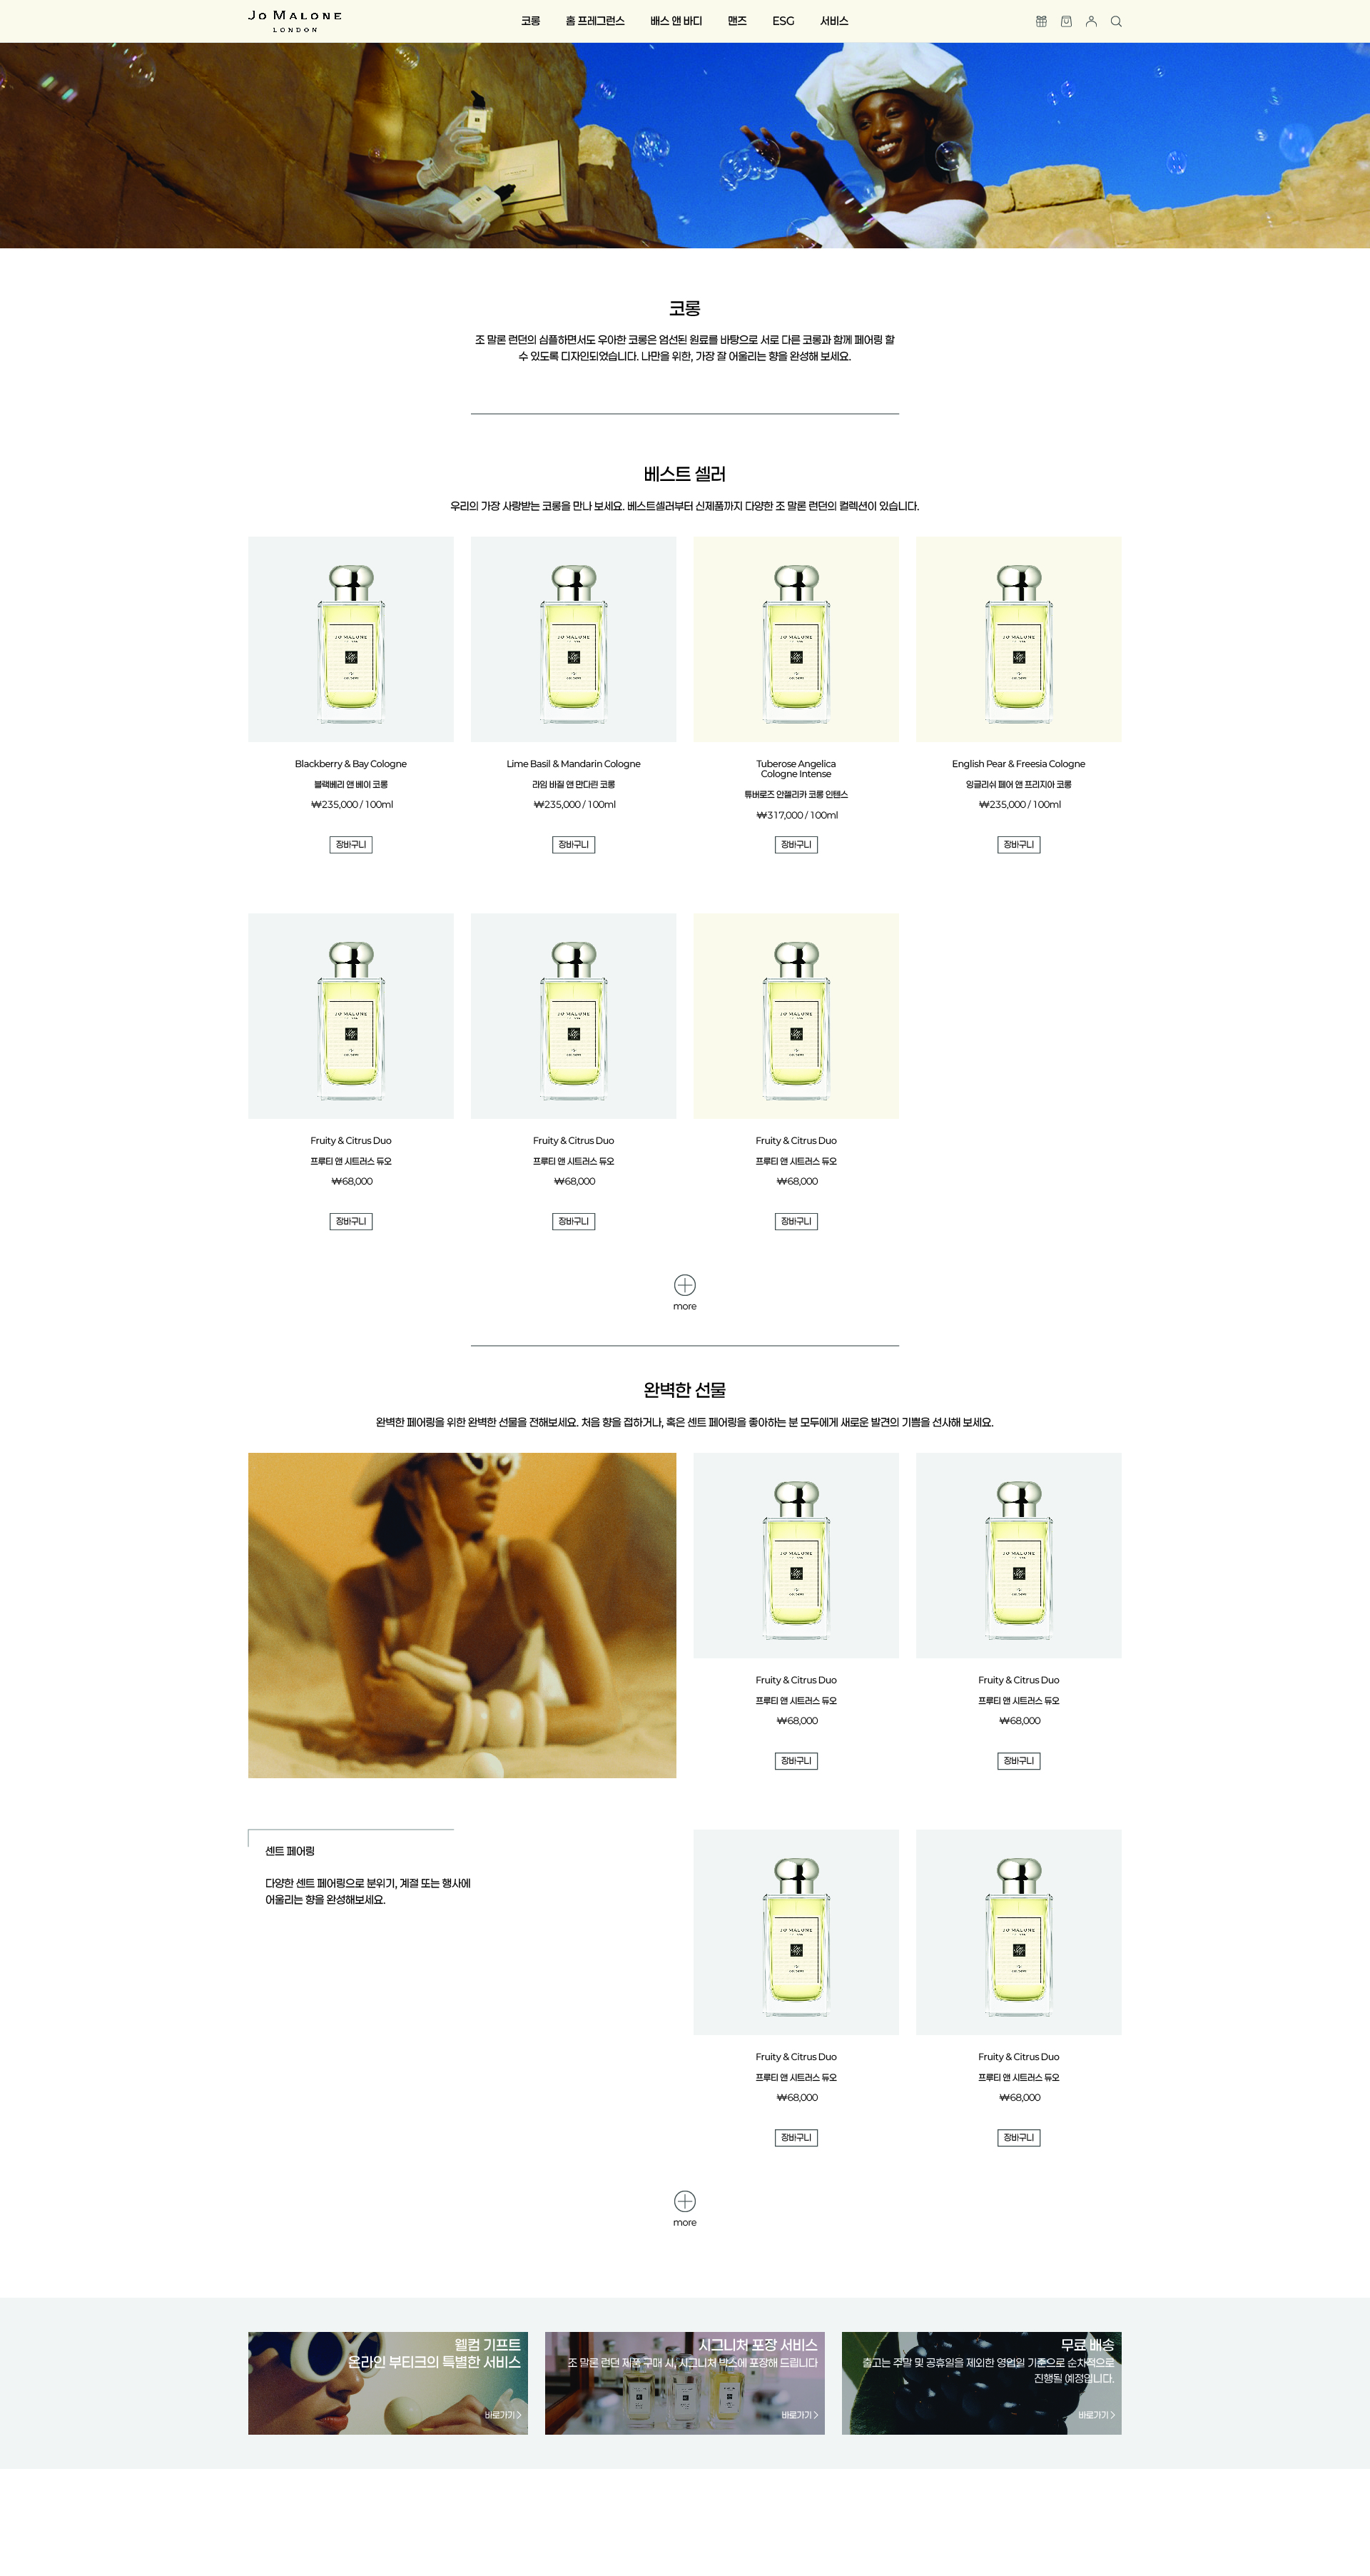 JO MALONE
LONDON
코롱 홈 프레그런스 배스 앤 바디 맨즈 ESG 서비스
코롱
조 말론 런던의 심플하면서도 우아한 코롱은 엄선된 원료를 바탕으로 서로 다른 코롱과 함께 페어링 할
수 있도록 디자인되었습니다. 나만을 위한, 가장 잘 어울리는 향을 완성해 보세요.
베스트 셀러
우리의 가장 사랑받는 코롱을 만나 보세요. 베스트셀러부터 신제품까지 다양한 조 말론 런던의 컬렉션이 있습니다.
JO MALONE
JO MALONE
JO MALONE
JO MALONE
Blackberry & Bay Cologne
블랙베리 앤 베이 코롱
₩235,000 / 100ml
장바구니
Lime Basil & Mandarin Cologne
라임 바질 앤 만다린 코롱
₩235,000 / 100ml
장바구니
Tuberose Angelica
Cologne Intense
튜버로즈 안젤리카 코롱 인텐스
₩317,000 / 100ml
장바구니
English Pear & Freesia Cologne
잉글리쉬 페어 앤 프리지아 코롱
₩235,000 / 100ml
장바구니
JO MALONE
JO MALONE
JO MALONE
Fruity & Citrus Duo
프루티 앤 시트러스 듀오
₩68,000
장바구니
Fruity & Citrus Duo
프루티 앤 시트러스 듀오
₩68,000
장바구니
Fruity & Citrus Duo
프루티 앤 시트러스 듀오
₩68,000
장바구니
more
완벽한 선물
완벽한 페어링을 위한 완벽한 선물을 전해보세요. 처음 향을 접하거나, 혹은 센트 페어링을 좋아하는 분 모두에게 새로운 발견의 기쁨을 선사해 보세요.
JO MALONE
JO MALONE
Fruity & Citrus Duo
프루티 앤 시트러스 듀오
₩68,000
장바구니
Fruity & Citrus Duo
프루티 앤 시트러스 듀오
₩68,000
장바구니
센트 페어링
다양한 센트 페어링으로 분위기, 계절 또는 행사에
어울리는 향을 완성해보세요.
JO MALONE
JO MALONE
Fruity & Citrus Duo
프루티 앤 시트러스 듀오
₩68,000
장바구니
Fruity & Citrus Duo
프루티 앤 시트러스 듀오
₩68,000
장바구니
more
웰컴 기프트
온라인 부티크의 특별한 서비스
바로가기 >
시그니처 포장 서비스
조 말론 런던 제품 구매 시, 시그니처 박스에 포장해 드립니다
바로가기 >
무료 배송
출고는 주말 및 공휴일을 제외한 영업일 기준으로 순차적으로
진행될 예정입니다.
바로가기 >